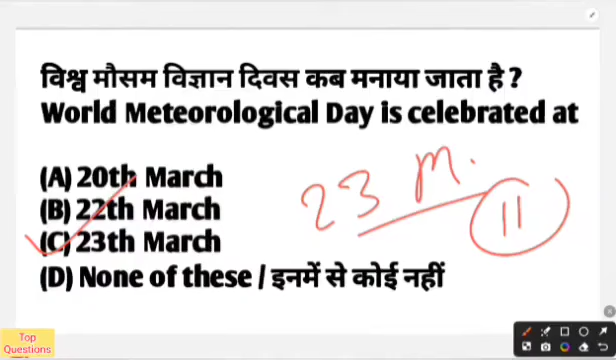 विश्व मौसम विज्ञान दिवस कब मनाया जाता है ?
World Meteorological Day is celebrated at
(A) 20th March
(B) 22th March
(C) 23th March
(D) None of these / इनमें से कोई नहीं
23 M.
11
Top
Questions